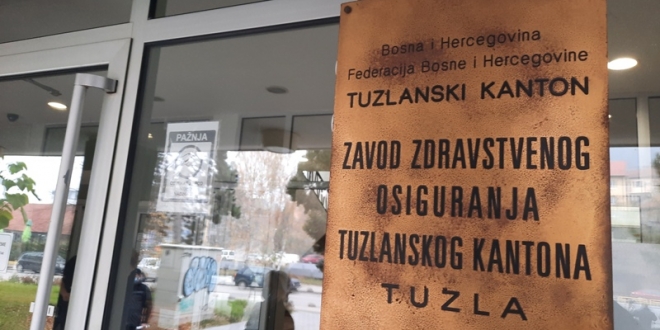 PAŽNJA
Bosna i Hercegovina
Federacija Bosne i Hercegovine
TUZLANSKI KANTON
ZAVOD ZDRAVSTVENOG
OSIGURANJA
TUZLANSKOG KANTONA
TUZLA